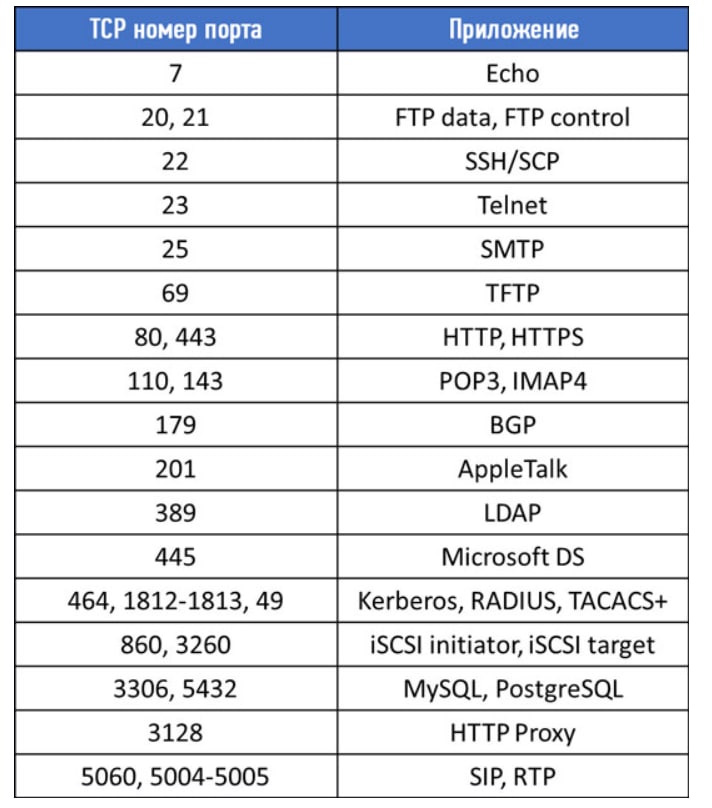 TCP номер порта Приложение
7 Echo
20, 21 FTP data, FTP control
22 SSH/SCP
23 Telnet
25 SMTP
69 TFTP
80, 443 HTTP, HTTPS
110, 143 POP3, IMAP4
179 BGP
201 AppleTalk
389 LDAP
445 Microsoft DS
464, 1812-1813, 49 Kerberos, RADIUS, TACACS+
860, 3260 iSCSI initiator, iSCSI target
3306, 5432 MySQL, PostgreSQL
3128 HTTP Proxy
5060, 5004-5005 SIP, RTP